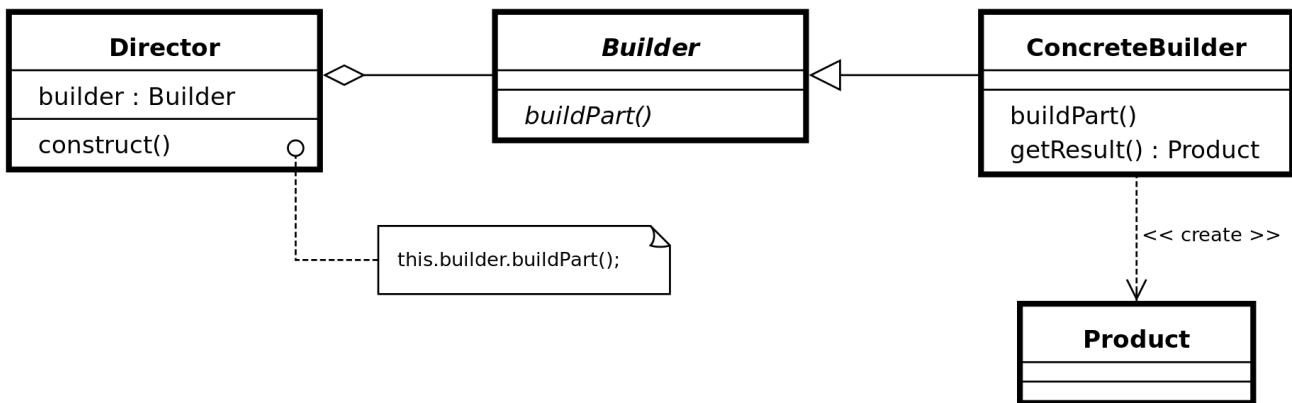 Director
builder : Builder
construct()
this.builder.buildPart();
Builder
buildPart()
ConcreteBuilder
buildPart()
getResult() : Product
<< create >>
Product